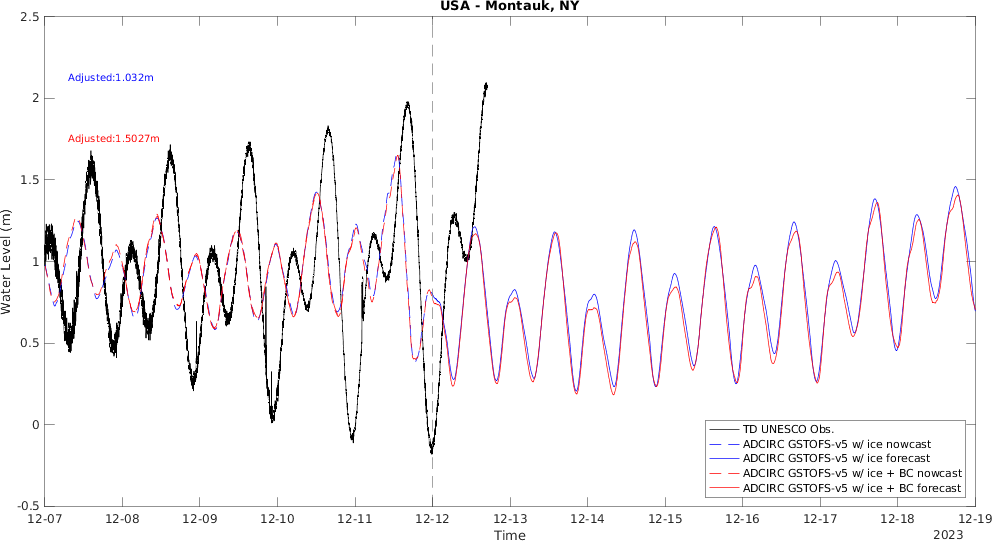 USA - Montauk, NY
2.5
2
1.5
1
0.5
0
-0.5
Water Level (m)
Adjusted:1.032m
Adjusted:1.5027m
TD UNESCO Obs.
ADCIRC GSTOFS-v5 w/ ice nowcast
ADCIRC GSTOFS-v5 w/ ice forecast
ADCIRC GSTOFS-v5 w/ ice + BC nowcast
ADCIRC GSTOFS-v5 w/ ice + BC forecast
12-07 12-08 12-09 12-10 12-11 12-12 12-13 12-14 12-15 12-16 12-17 12-18 12-19
Time
2023